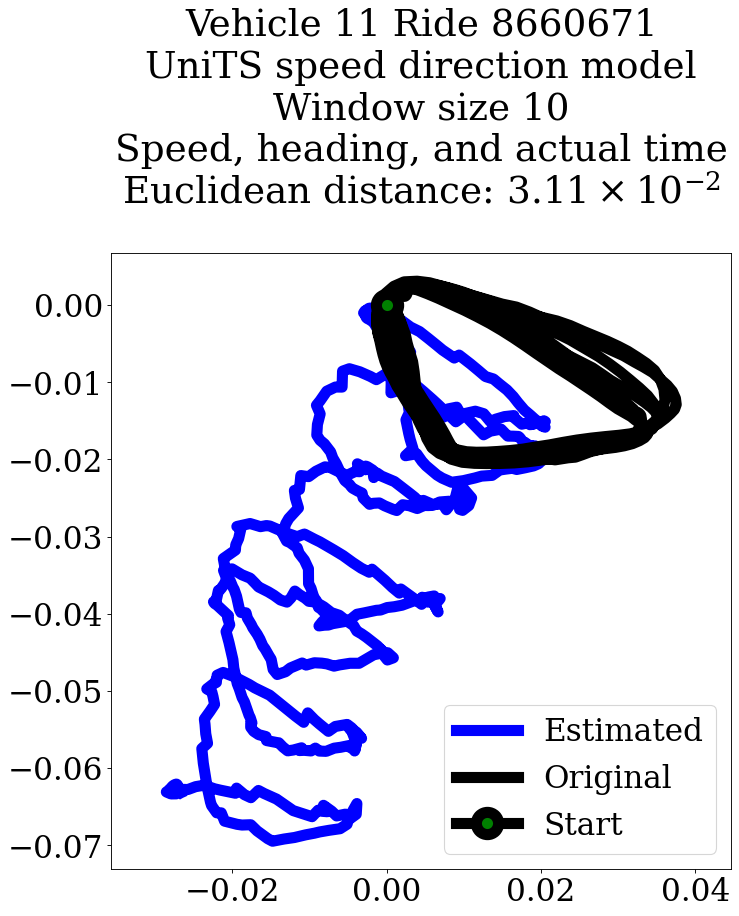 Vehicle 11 Ride 8660671
UniTS speed direction model
Window size 10
Speed, heading, and actual time
Euclidean distance: 3.11 × 10⁻²
0.00
−0.01
−0.02
−0.03
−0.04
−0.05
−0.06
−0.07
Estimated
Original
Start
−0.02 0.00 0.02 0.04